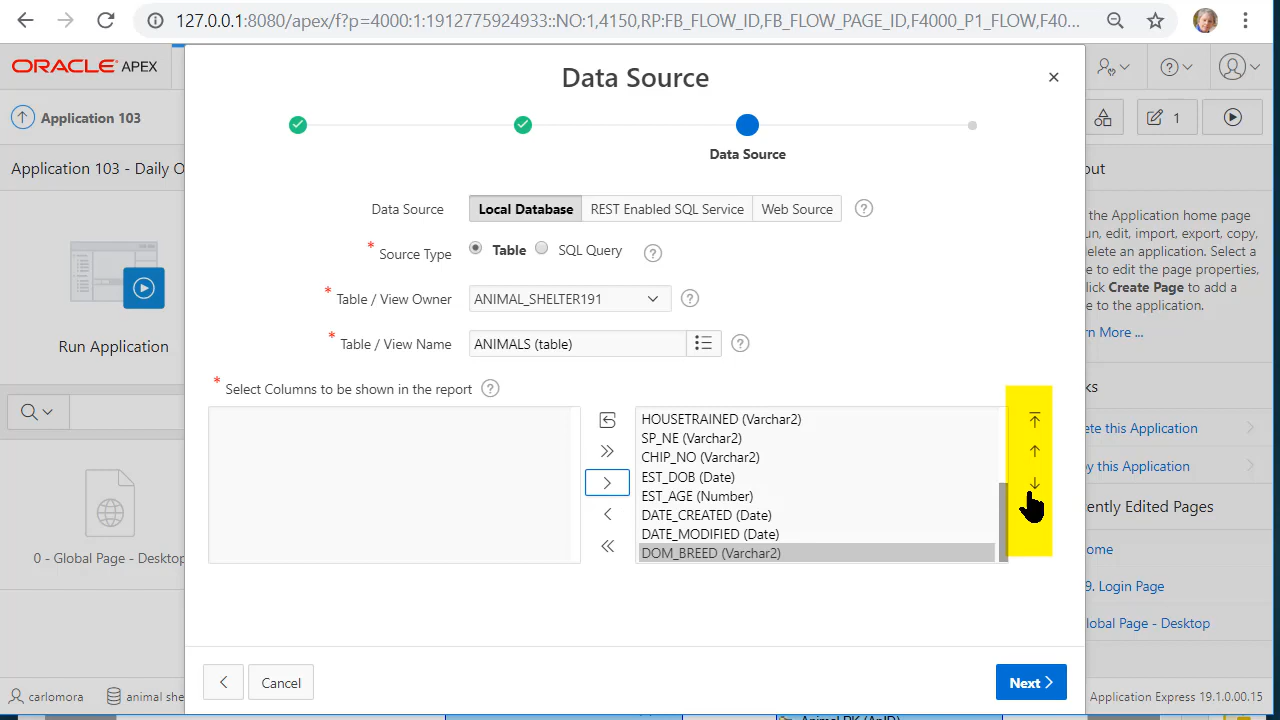 127.0.0.1:8080/apex/f?p=4000:1:1912775924933::NO:1,4150,RP:FB_FLOW_ID,FB_FLOW_PAGE_ID,F4000_P1_FLOW,F40...
ORACLE APEX
Data Source
Application 103
1
Data Source
Application 103 - Daily O
out
Data Source
Local Database
REST Enabled SQL Service
Web Source
the Application home page
un, edit, import, export, copy,
elete an application. Select a
e to edit the page properties,
click Create Page to add a
e to the application.
rn More ...
* Source Type
Table
SQL Query
* Table / View Owner
ANIMAL_SHELTER191
* Table / View Name
ANIMALS (table)
Run Application
* Select Columns to be shown in the report
ks
HOUSETRAINED (Varchar2)
SP_NE (Varchar2)
CHIP_NO (Varchar2)
EST_DOB (Date)
EST_AGE (Number)
DATE_CREATED (Date)
DATE_MODIFIED (Date)
DOM_BREED (Varchar2)
ete this Application
y this Application
ently Edited Pages
ome
9. Login Page
lobal Page - Desktop
0 - Global Page - Desktop
Cancel
Next
carlomora
animal she
Application Express 19.1.0.00.15